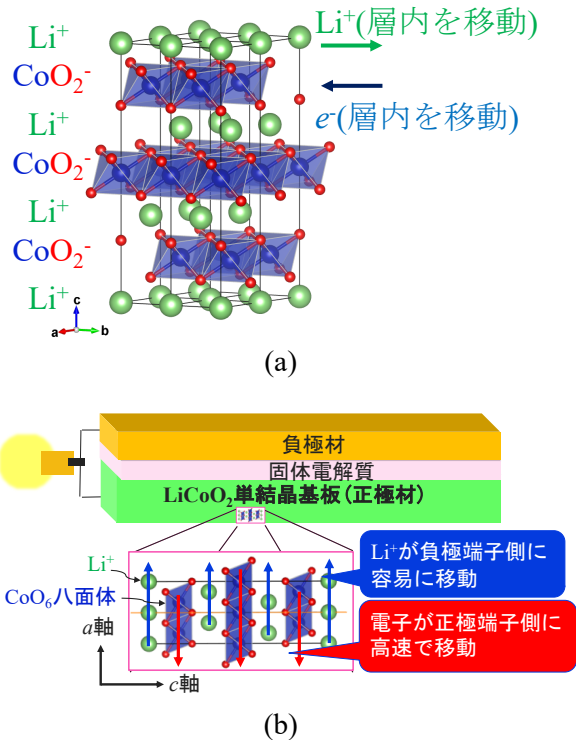 Li⁺
Li⁺(層内を移動)
CoO₂⁻
e⁻(層内を移動)
Li⁺
CoO₂⁻
Li⁺
CoO₂⁻
Li⁺
c
a
b
(a)
負極材
固体電解質
LiCoO₂単結晶基板(正極材)
Li⁺
CoO₆八面体
a軸
c軸
Li⁺が負極端子側に
容易に移動
電子が正極端子側に
高速で移動
(b)